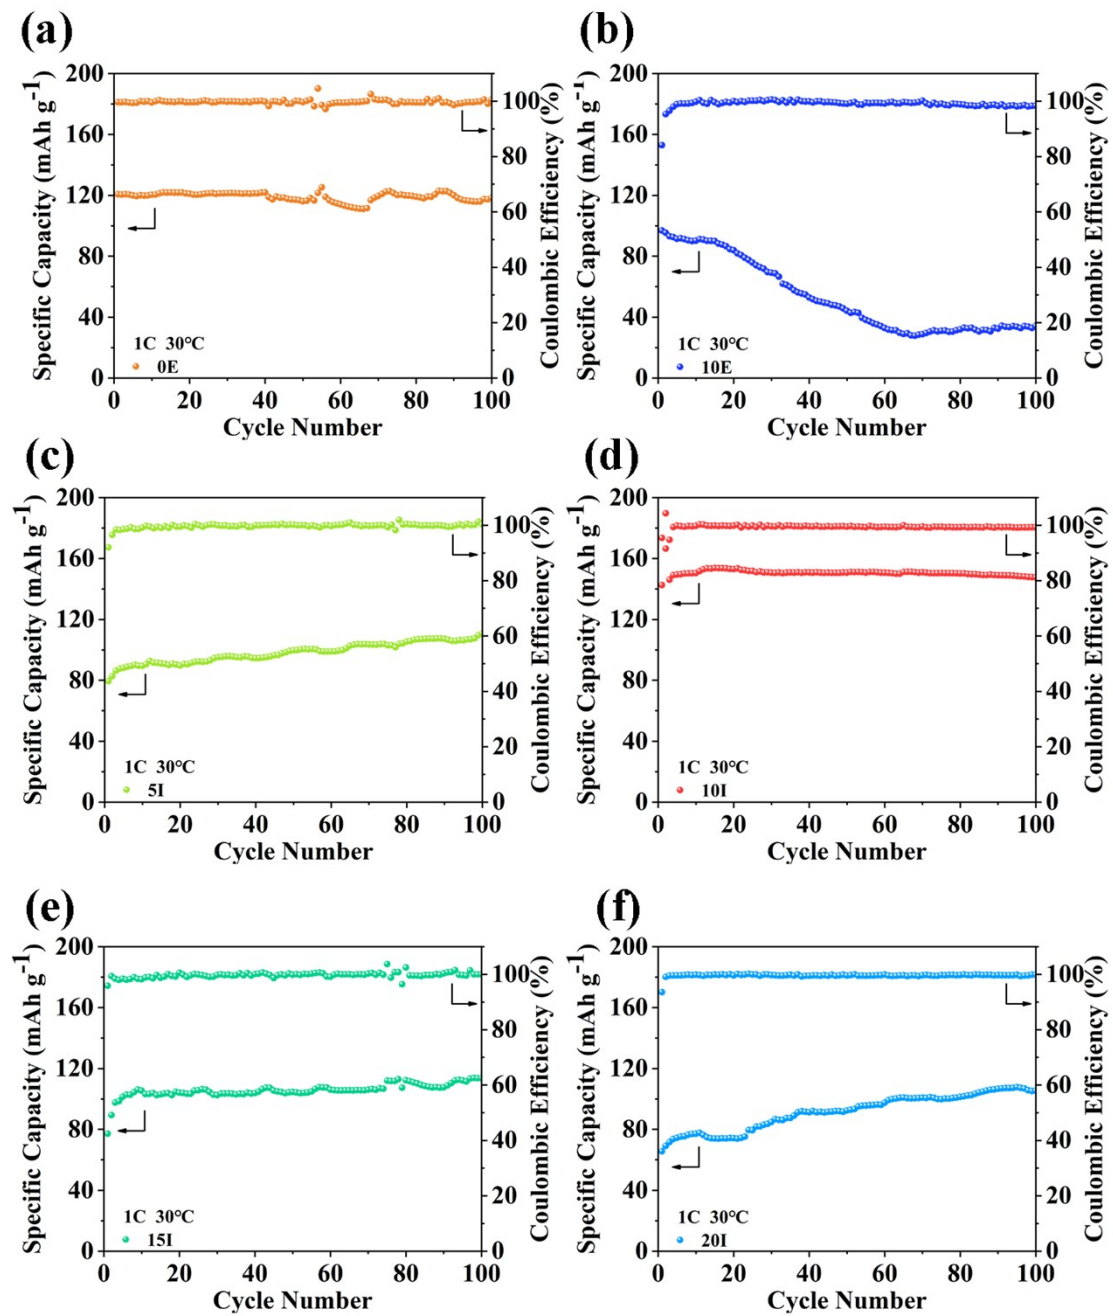 (a)
Specific Capacity (mAh g⁻¹)
200
160
120
80
40
0
100
80
60
40
20
0
Coulombic Efficiency (%)
1C 30°C
0E
0 20 40 60 80 100
Cycle Number
(b)
Specific Capacity (mAh g⁻¹)
200
160
120
80
40
0
100
80
60
40
20
0
Coulombic Efficiency (%)
1C 30°C
10E
0 20 40 60 80 100
Cycle Number
(c)
Specific Capacity (mAh g⁻¹)
200
160
120
80
40
0
100
80
60
40
20
0
Coulombic Efficiency (%)
1C 30°C
5I
0 20 40 60 80 100
Cycle Number
(d)
Specific Capacity (mAh g⁻¹)
200
160
120
80
40
0
100
80
60
40
20
0
Coulombic Efficiency (%)
1C 30°C
10I
0 20 40 60 80 100
Cycle Number
(e)
Specific Capacity (mAh g⁻¹)
200
160
120
80
40
0
100
80
60
40
20
0
Coulombic Efficiency (%)
1C 30°C
15I
0 20 40 60 80 100
Cycle Number
(f)
Specific Capacity (mAh g⁻¹)
200
160
120
80
40
0
100
80
60
40
20
0
Coulombic Efficiency (%)
1C 30°C
20I
0 20 40 60 80 100
Cycle Number